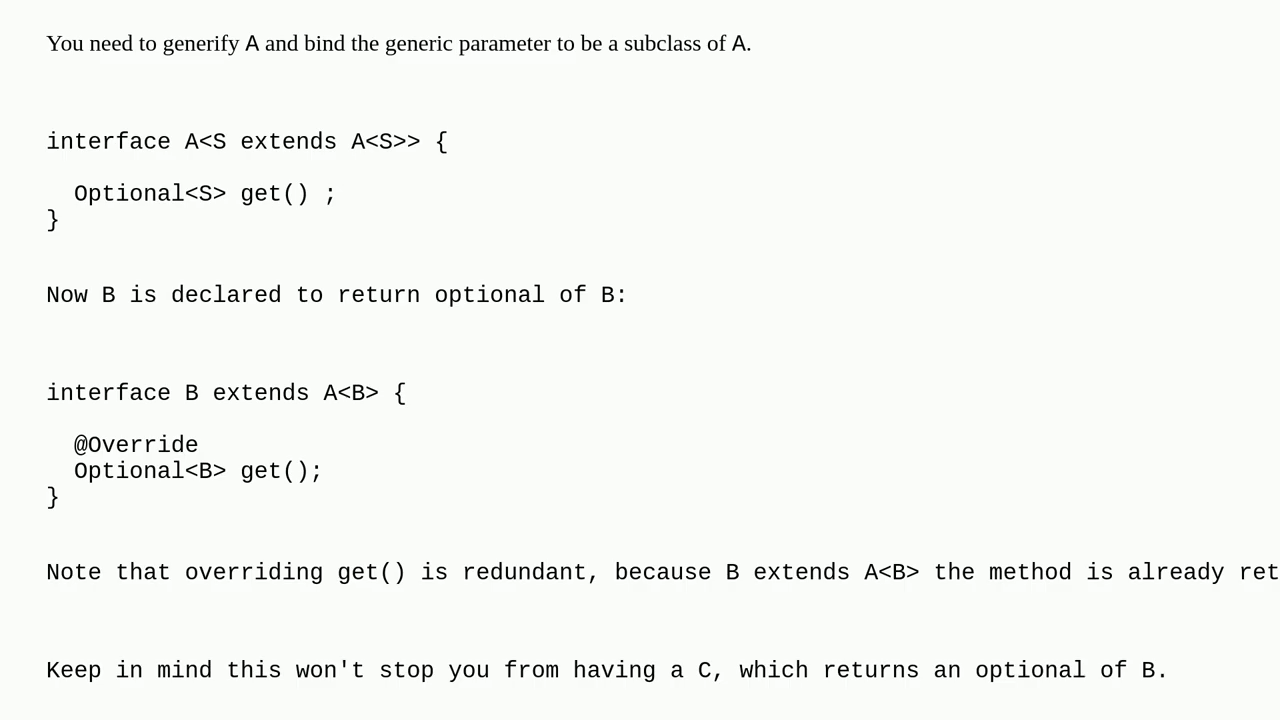 You need to generify A and bind the generic parameter to be a subclass of A.
interface A<S extends A<S>> {
  Optional<S> get() ;
}
Now B is declared to return optional of B:
interface B extends A<B> {
  @Override
  Optional<B> get();
}
Note that overriding get() is redundant, because B extends A<B> the method is already ret
Keep in mind this won't stop you from having a C, which returns an optional of B.